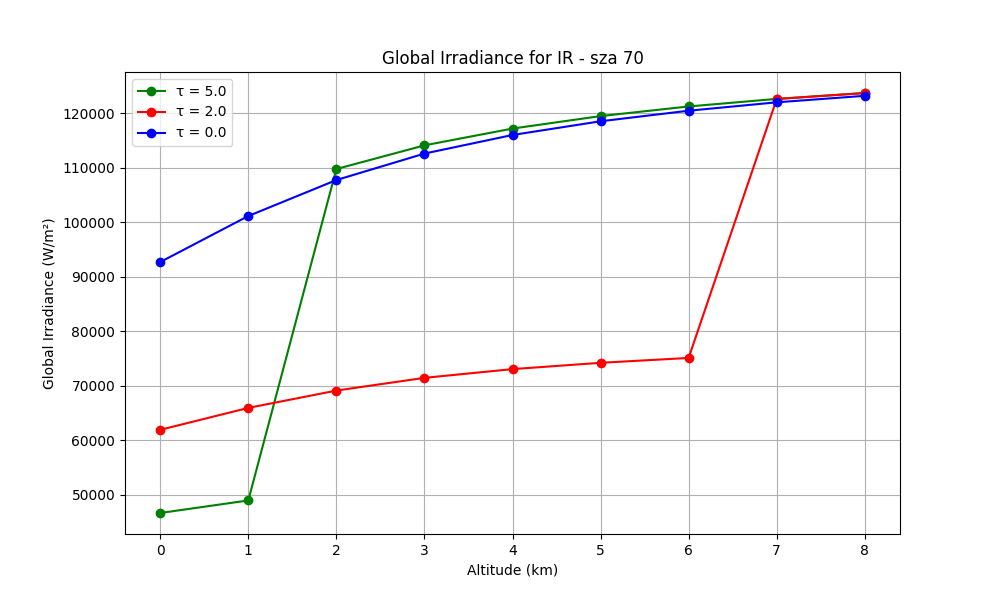 Global Irradiance for IR - sza 70
τ = 5.0
τ = 2.0
τ = 0.0
Global Irradiance (W/m²)
120000
110000
100000
90000
80000
70000
60000
50000
0 1 2 3 4 5 6 7 8
Altitude (km)